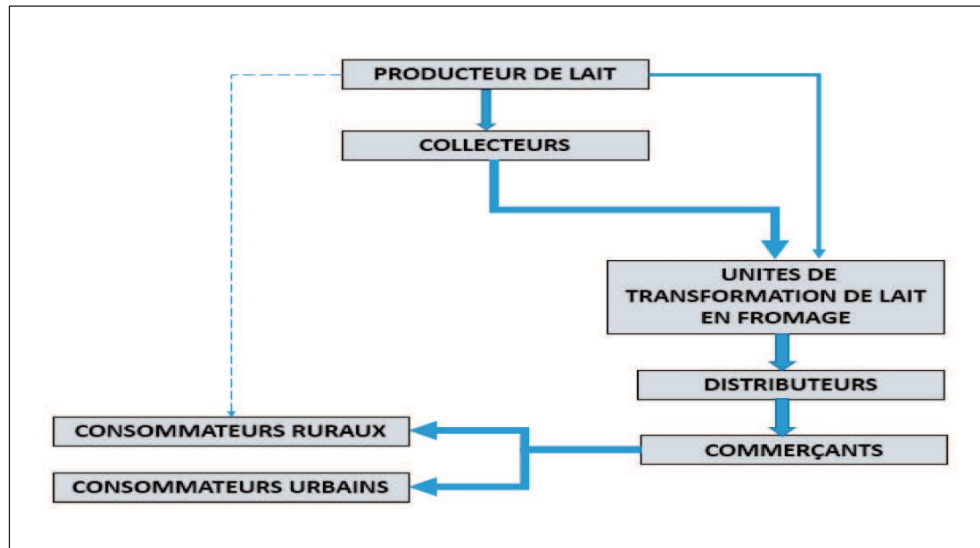 PRODUCTEUR DE LAIT
COLLECTEURS
UNITES DE
TRANSFORMATION DE LAIT
EN FROMAGE
DISTRIBUTEURS
COMMERÇANTS
CONSOMMATEURS RURAUX
CONSOMMATEURS URBAINS